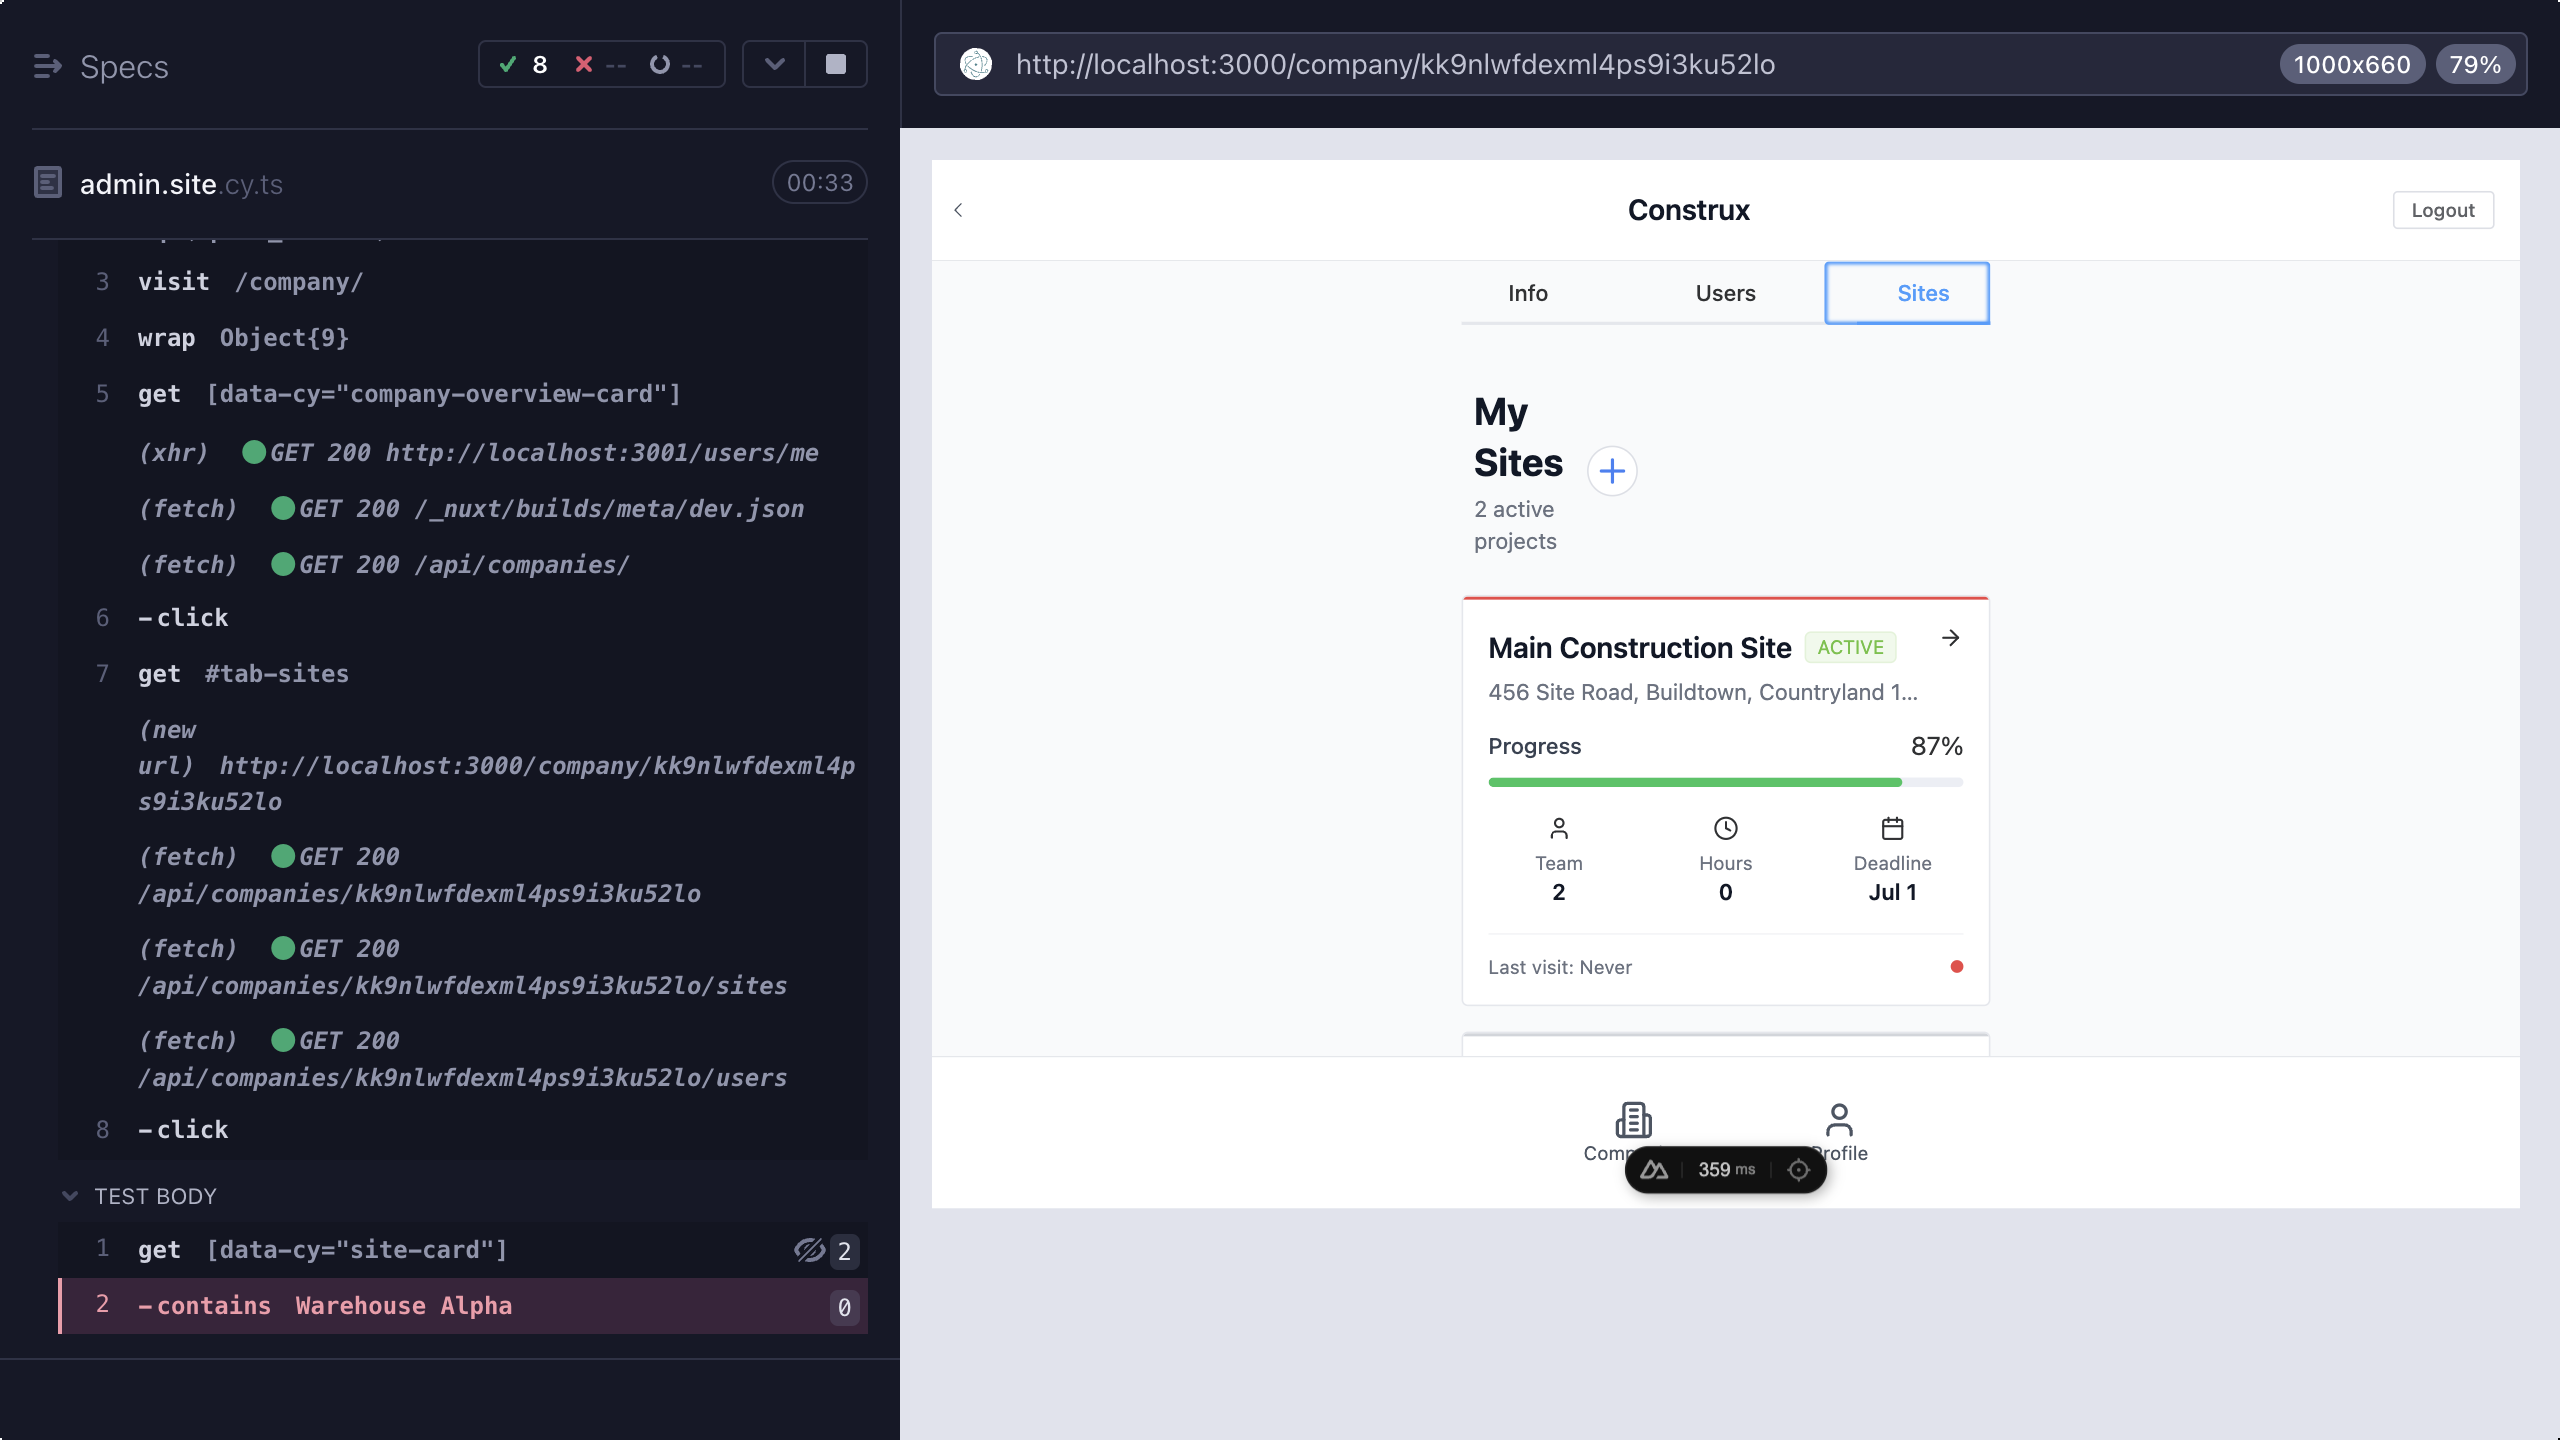 Specs
8
--
--
admin.site.cy.ts
00:33
3 visit /company/
4 wrap Object{9}
5 get [data-cy="company-overview-card"]
(xhr) GET 200 http://localhost:3001/users/me
(fetch) GET 200 /_nuxt/builds/meta/dev.json
(fetch) GET 200 /api/companies/
6 -click
7 get #tab-sites
(new
url) http://localhost:3000/company/kk9nlwfdexml4p
s9i3ku52lo
(fetch) GET 200
/api/companies/kk9nlwfdexml4ps9i3ku52lo
(fetch) GET 200
/api/companies/kk9nlwfdexml4ps9i3ku52lo/sites
(fetch) GET 200
/api/companies/kk9nlwfdexml4ps9i3ku52lo/users
8 -click
TEST BODY
1 get [data-cy="site-card"] 2
2 -contains Warehouse Alpha 0
http://localhost:3000/company/kk9nlwfdexml4ps9i3ku52lo
1000x660
79%
Construx
Logout
Info
Users
Sites
My
Sites
2 active
projects
Main Construction Site
ACTIVE
456 Site Road, Buildtown, Countryland 1...
Progress
87%
Team
2
Hours
0
Deadline
Jul 1
Last visit: Never
359 ms